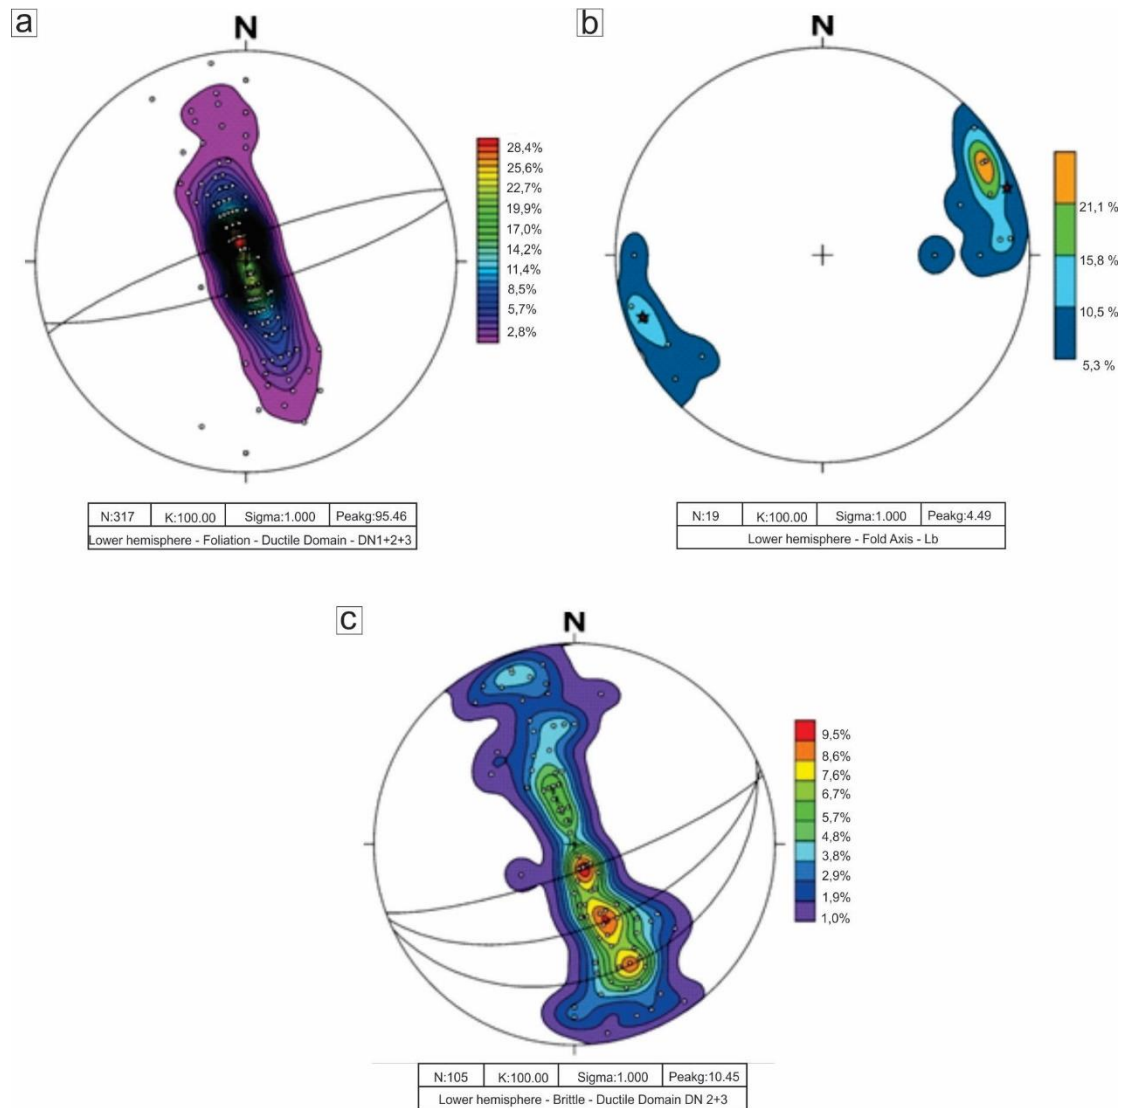 a
N
28,4%
25,6%
22,7%
19,9%
17,0%
14,2%
11,4%
8,5%
5,7%
2,8%
N:317 K:100.00 Sigma:1.000 Peakg:95.46
Lower hemisphere - Foliation - Ductile Domain - DN1+2+3
b
N
21,1 %
15,8 %
10,5 %
5,3 %
N:19 K:100.00 Sigma:1.000 Peakg:4.49
Lower hemisphere - Fold Axis - Lb
c
N
9,5%
8,6%
7,6%
6,7%
5,7%
4,8%
3,8%
2,9%
1,9%
1,0%
N:105 K:100.00 Sigma:1.000 Peakg:10.45
Lower hemisphere - Brittle - Ductile Domain DN 2+3